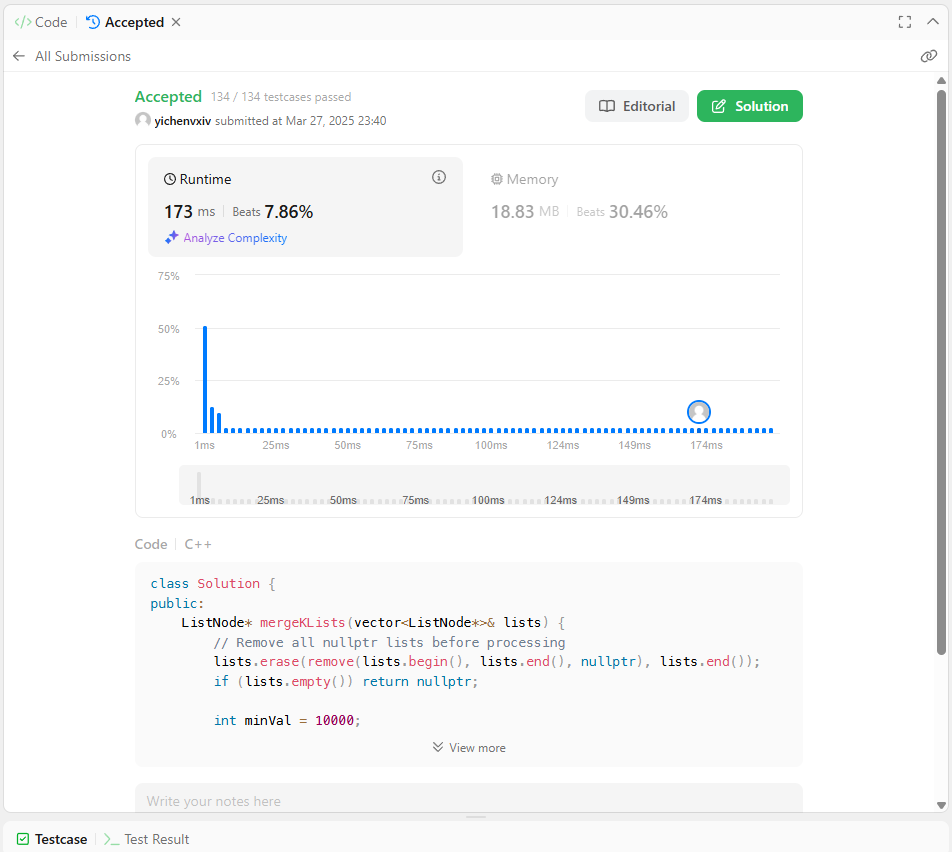 Code Accepted
All Submissions
Accepted 134 / 134 testcases passed
yichenvxiv submitted at Mar 27, 2025 23:40
Editorial Solution
Runtime
173 ms Beats 7.86%
Analyze Complexity
Memory
18.83 MB Beats 30.46%
75%
50%
25%
0%
1ms 25ms 50ms 75ms 100ms 124ms 149ms 174ms
1ms 25ms 50ms 75ms 100ms 124ms 149ms 174ms
Code C++
class Solution {
public:
    ListNode* mergeKLists(vector<ListNode*>& lists) {
        // Remove all nullptr lists before processing
        lists.erase(remove(lists.begin(), lists.end(), nullptr), lists.end());
        if (lists.empty()) return nullptr;
        int minVal = 10000;
View more
Write your notes here
Testcase Test Result